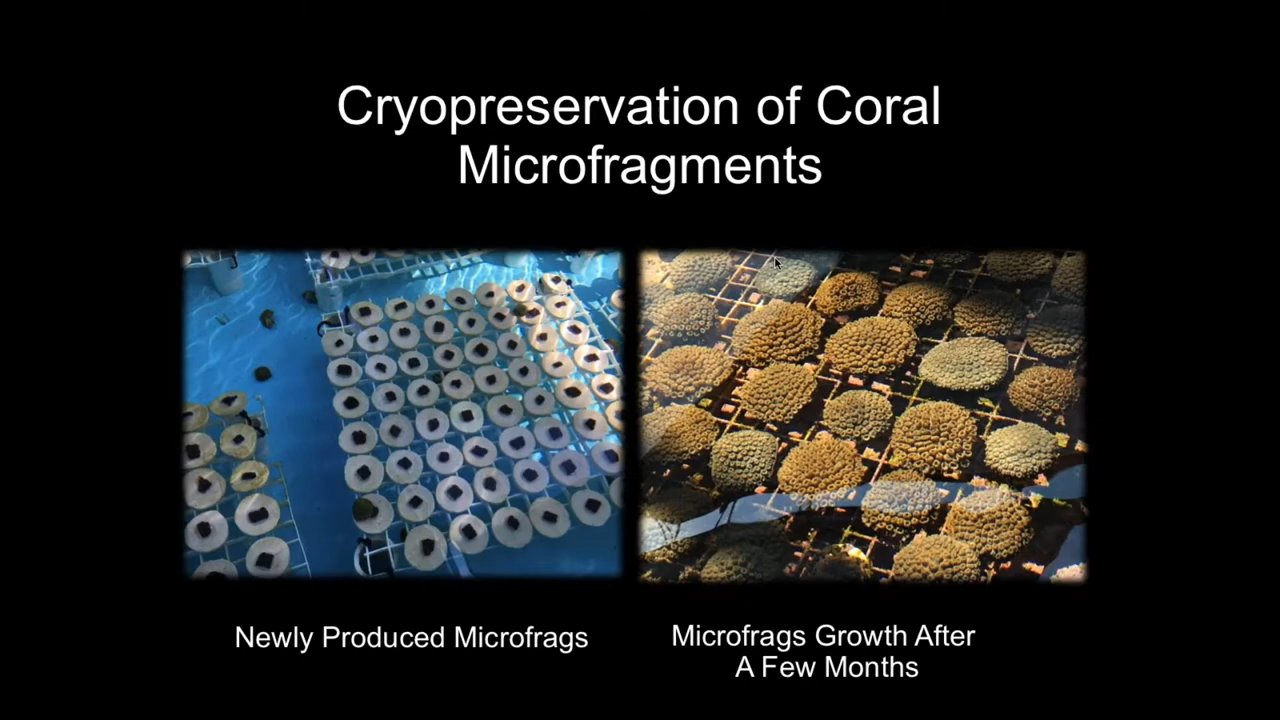 Cryopreservation of Coral
Microfragments
Newly Produced Microfrags
Microfrags Growth After
A Few Months